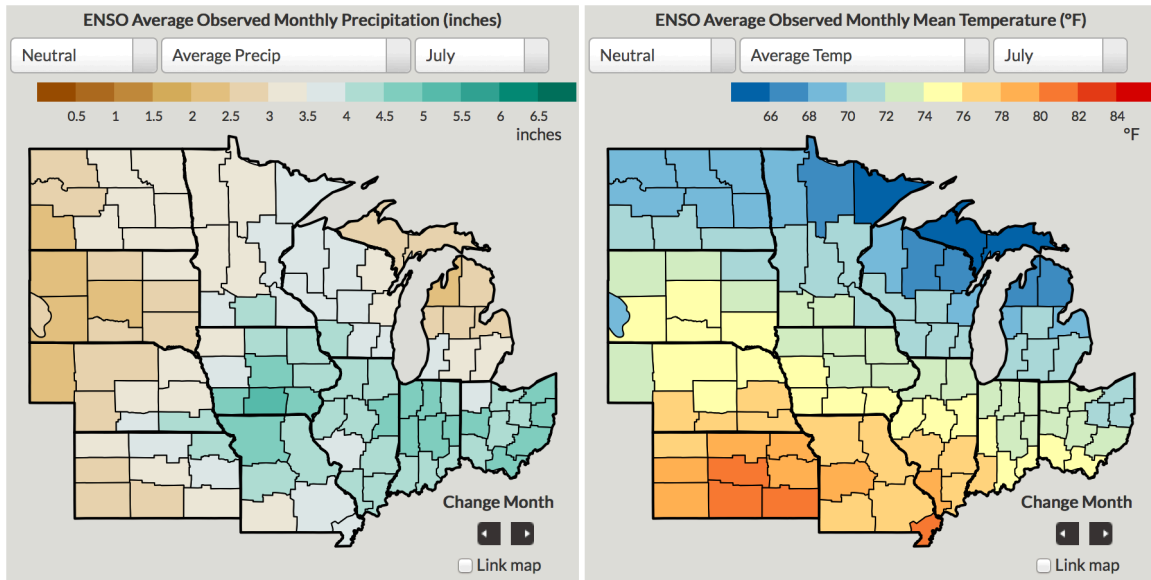 ENSO Average Observed Monthly Precipitation (inches)
Neutral
Average Precip
July
0.5 1 1.5 2 2.5 3 3.5 4 5 5.5 6 6.5
inches
Change Month
Link map
ENSO Average Observed Monthly Mean Temperature (ºF)
Neutral
Average Temp
July
66 68 70 72 74 76 78 80 82 84
ºF
Change Month
Link map